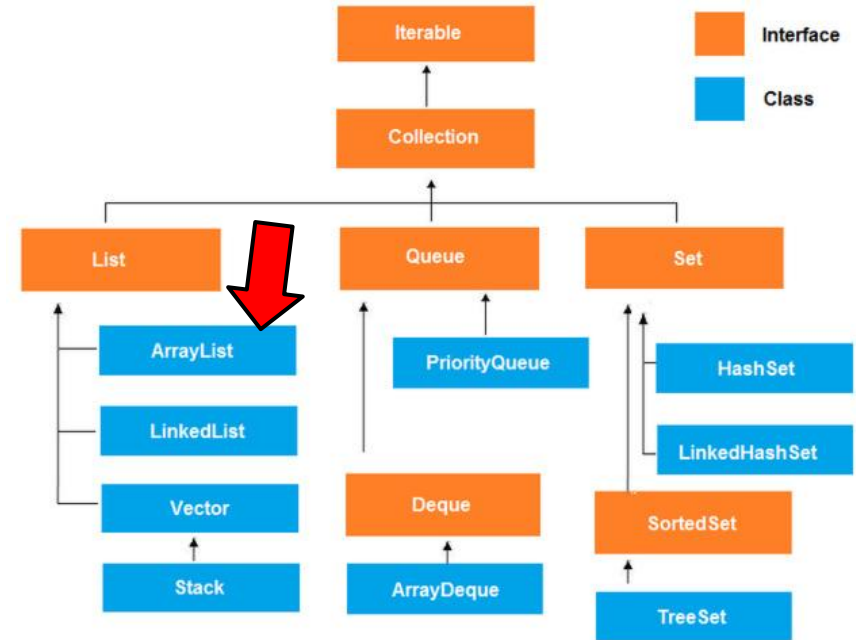 Iterable
Interface
Class
Collection
List
Queue
Set
ArrayList
PriorityQueue
HashSet
LinkedList
LinkedHashSet
Vector
Deque
SortedSet
Stack
ArrayDeque
TreeSet